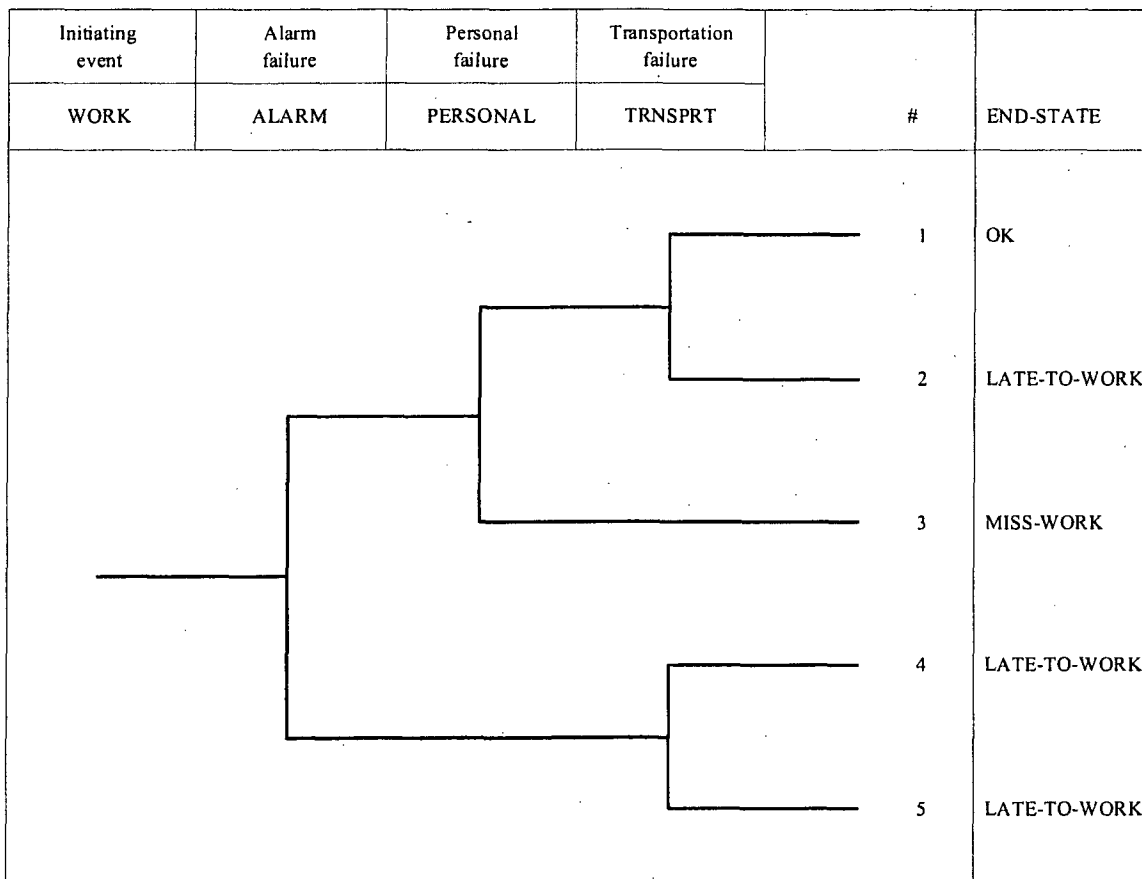 Initiating
event
Alarm
failure
Personal
failure
Transportation
failure
WORK
ALARM
PERSONAL
TRNSPRT
#
END-STATE
1 OK
2 LATE-TO-WORK
3 MISS-WORK
4 LATE-TO-WORK
5 LATE-TO-WORK